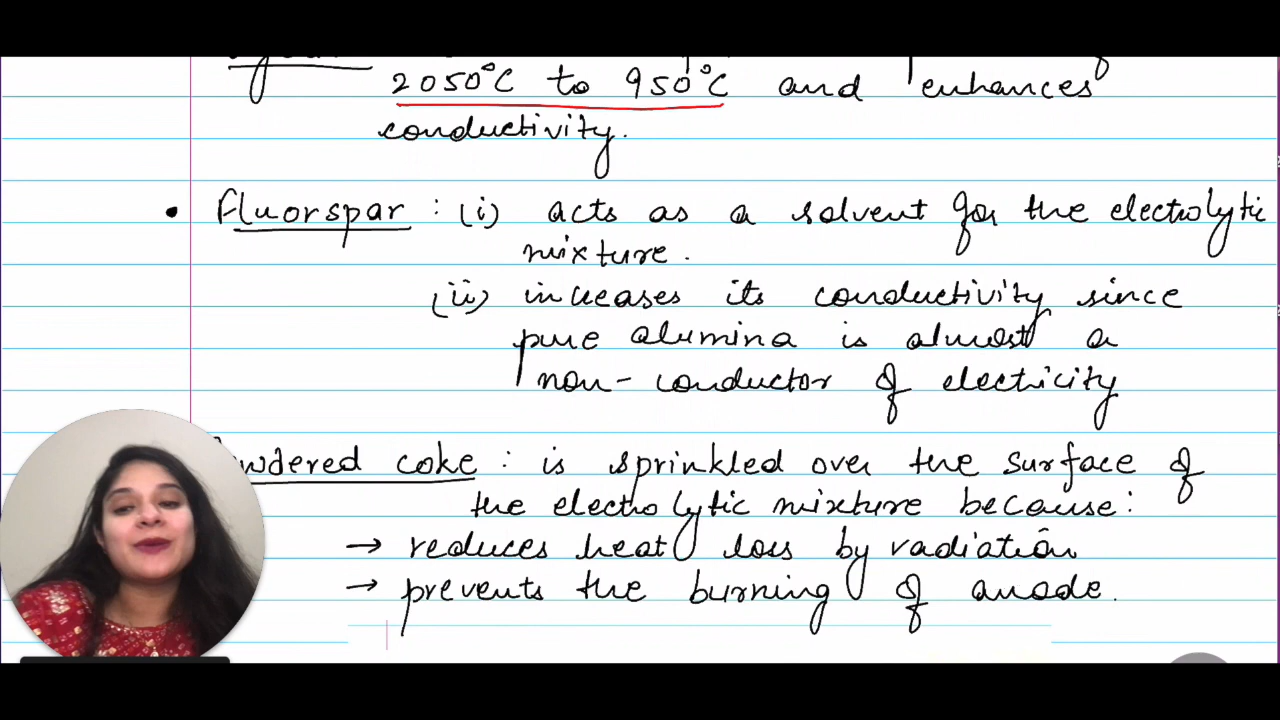 2050°C to 950°C and enhances
conductivity.
• Fluorspar : (i) acts as a solvent for the electrolytic
mixture.
(ii) increases its conductivity since
pure alumina is almost a
non-conductor of electricity
coke : is sprinkled over the surface of
the electrolytic mixture because:
→ reduces heat loss by radiation
→ prevents the burning of anode.